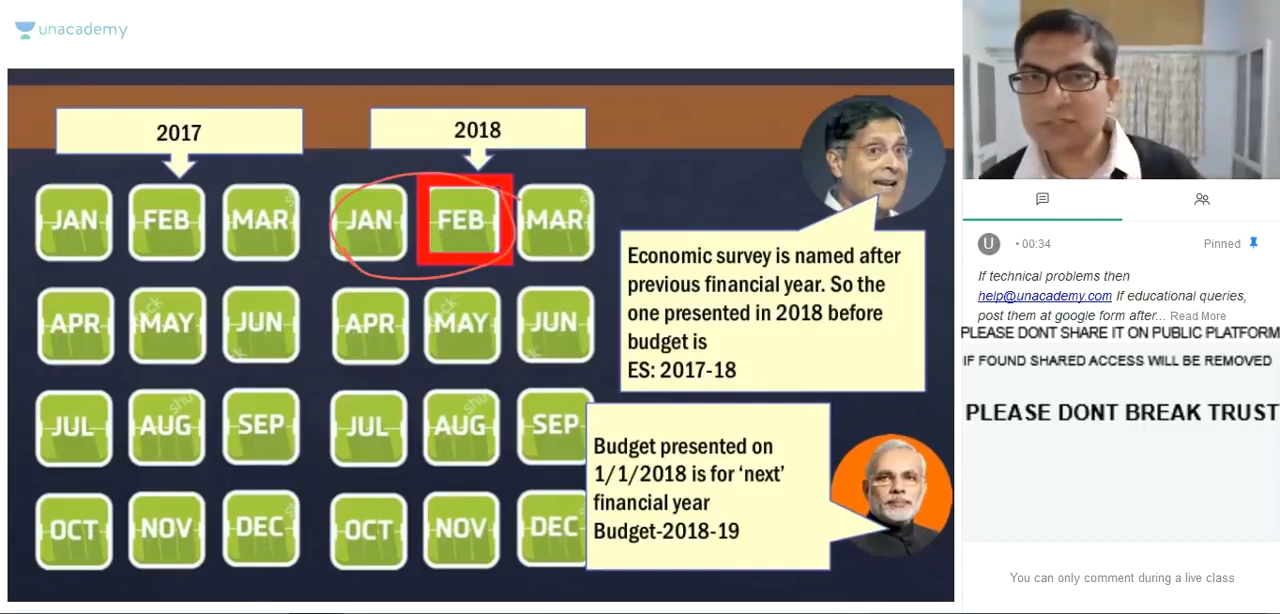 unacademy
2017
2018
JAN FEB MAR JAN FEB MAR
APR MAY JUN APR MAY JUN
JUL AUG SEP JUL AUG SEP
OCT NOV DEC OCT NOV DEC
Economic survey is named after
previous financial year. So the
one presented in 2018 before
budget is
ES: 2017-18
Budget presented on
1/1/2018 is for ‘next’
financial year
Budget-2018-19
U • 00:34 Pinned
If technical problems then
help@unacademy.com If educational queries,
post them at google form after... Read More
PLEASE DONT SHARE IT ON PUBLIC PLATFORM
IF FOUND SHARED ACCESS WILL BE REMOVED
PLEASE DONT BREAK TRUST
You can only comment during a live class